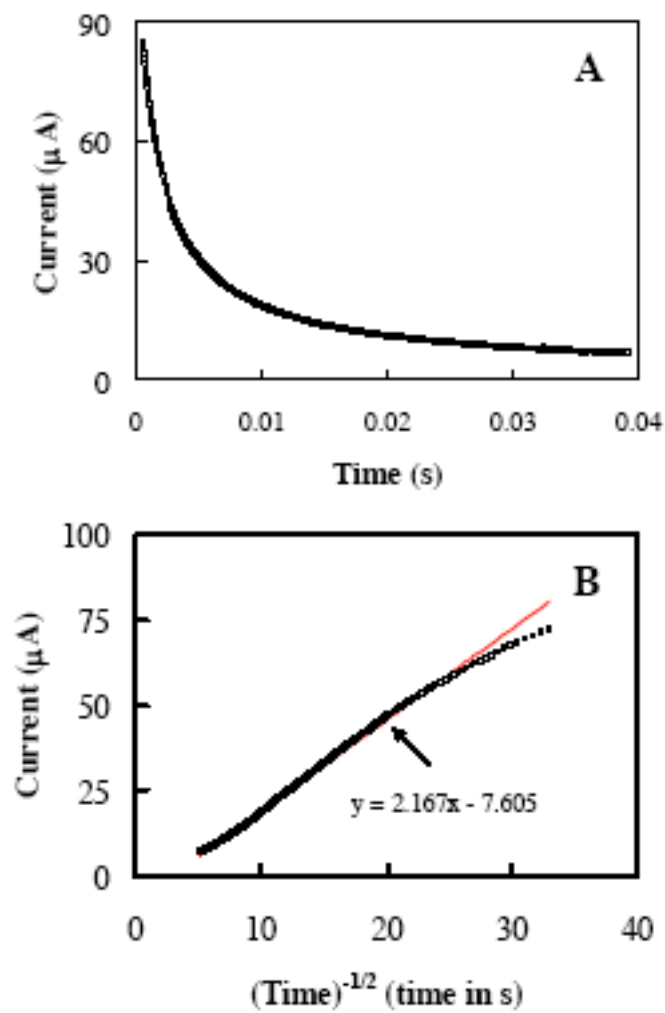 A
90
60
30
0
Current (μ A)
0 0.01 0.02 0.03 0.04
Time (s)
B
100
75
50
25
0
Current (μA)
y = 2.167x - 7.605
0 10 20 30 40
(Time)-1/2 (time in s)